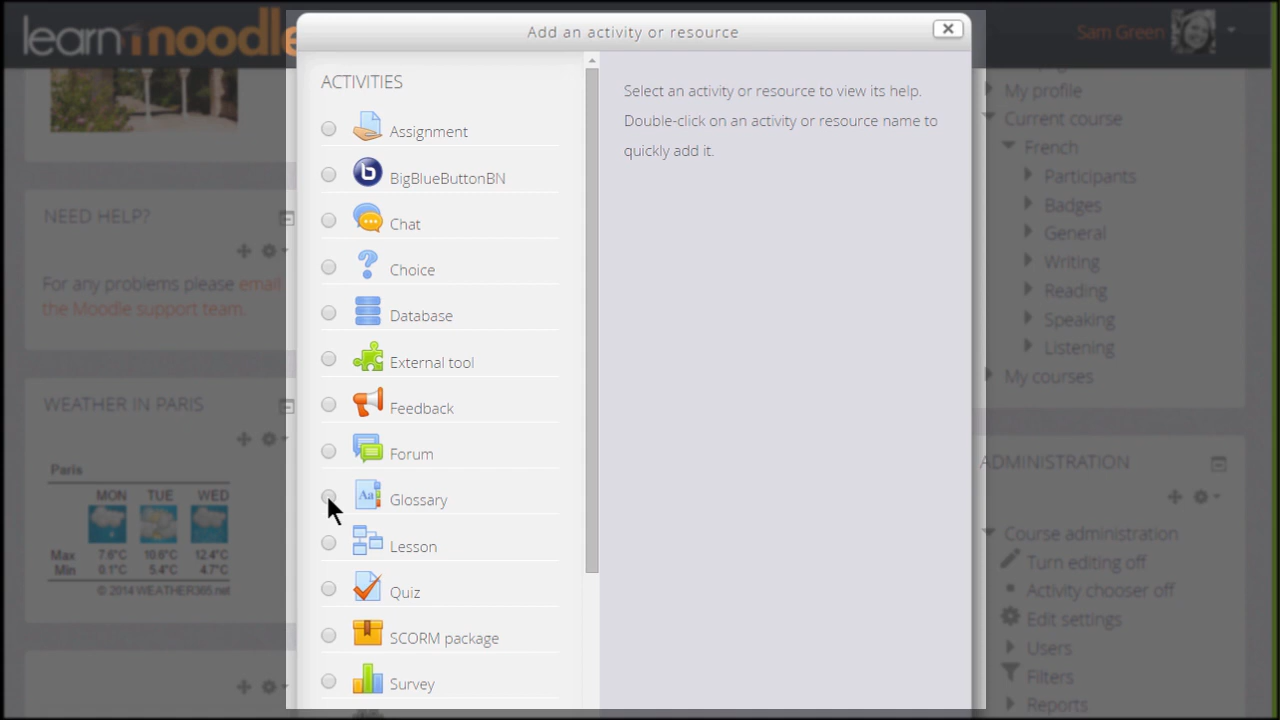 learn moodle
Sam Green
Add an activity or resource
ACTIVITIES
Assignment
BigBlueButtonBN
Chat
Choice
Database
External tool
Feedback
Forum
Glossary
Lesson
Quiz
SCORM package
Survey
Select an activity or resource to view its help.
Double-click on an activity or resource name to
quickly add it.
NEED HELP?
For any problems please email
the Moodle support team.
WEATHER IN PARIS
Paris
MON TUE WED
Max 7.6°C 10.6°C 12.4°C
Min 0.1°C 5.4°C 4.7°C
© 2014 WEATHER365.net
My profile
Current course
French
Participants
Badges
General
Writing
Reading
Speaking
Listening
My courses
ADMINISTRATION
Course administration
Turn editing off
Activity chooser off
Edit settings
Users
Filters
Reports